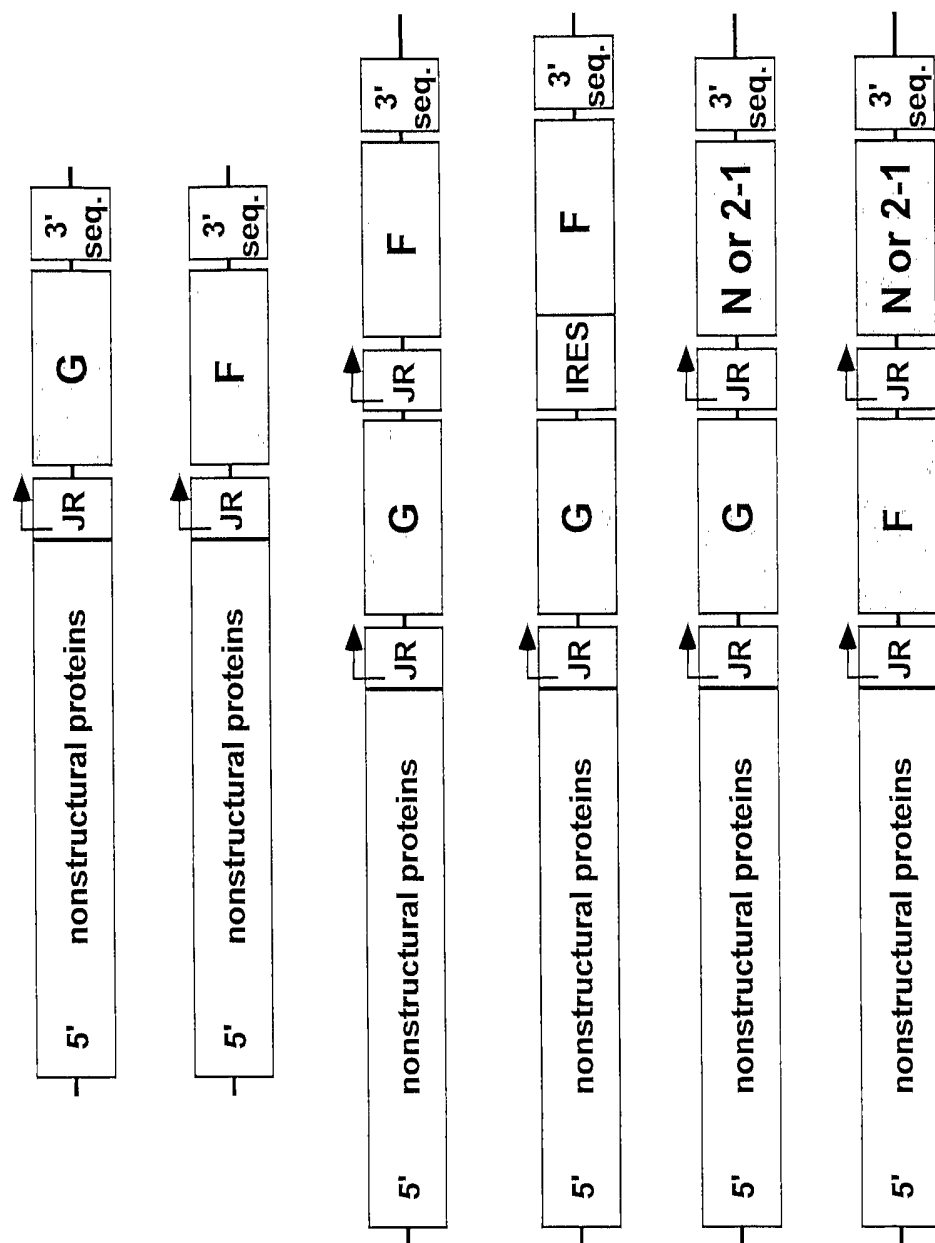 5' nonstructural proteins JR G 3' seq.
5' nonstructural proteins JR F 3' seq.
5' nonstructural proteins JR G JR F 3' seq.
5' nonstructural proteins JR G IRES F 3' seq.
5' nonstructural proteins JR G JR N or 2-1 3' seq.
5' nonstructural proteins JR F JR N or 2-1 3' seq.